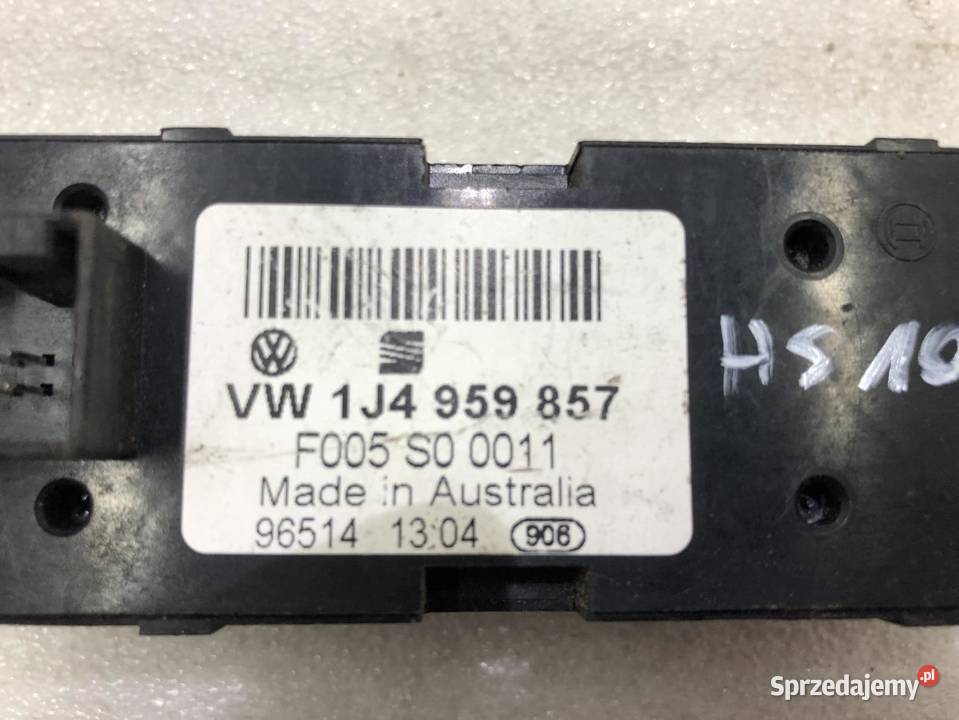 VW 1J4 959 857
F005 S0 0011
Made in Australia
96514 13:04 906
HS 10
Sprzedajemy.pl